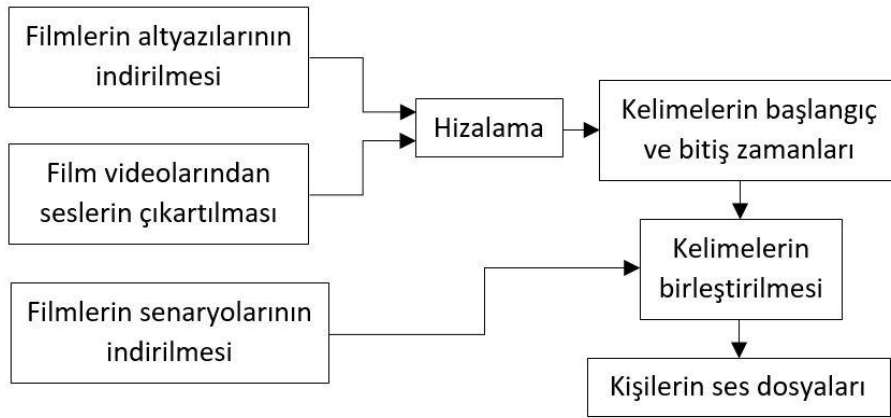 Filmlerin altyazılarının
indirilmesi
Film videolarından
seslerin çıkartılması
Hizalama
Kelimelerin başlangıç
ve bitiş zamanları
Filmlerin senaryolarının
indirilmesi
Kelimelerin
birleştirilmesi
Kişilerin ses dosyaları